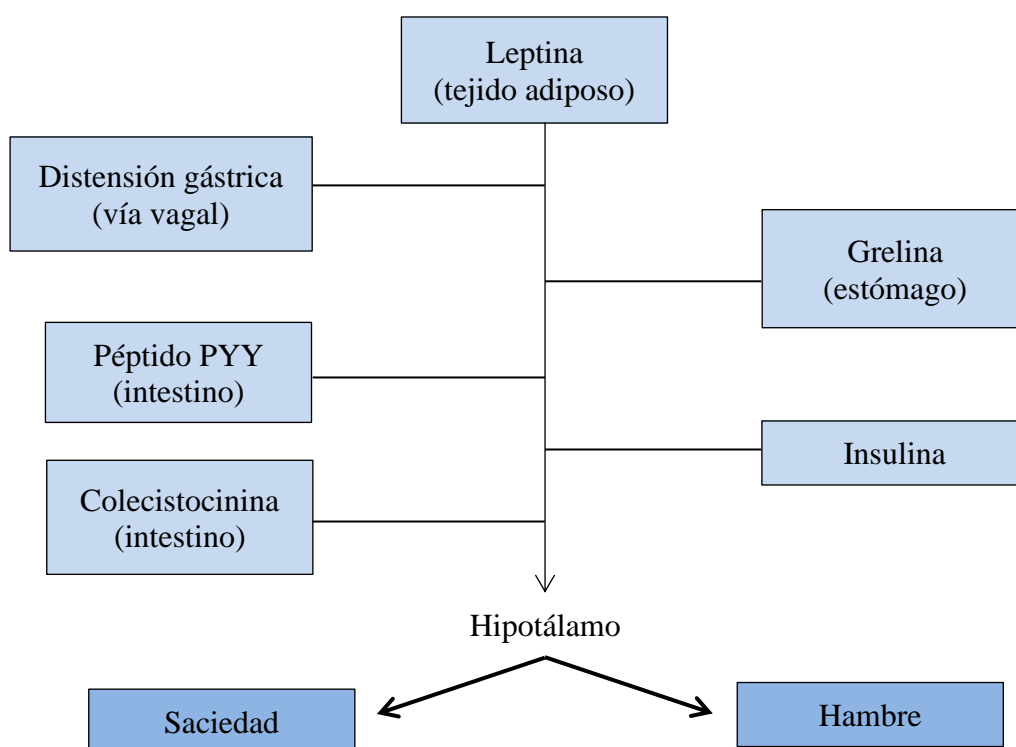 Leptina
(tejido adiposo)
Distensión gástrica
(vía vagal)
Grelina
(estómago)
Péptido PYY
(intestino)
Insulina
Colecistocinina
(intestino)
Hipotálamo
Saciedad
Hambre